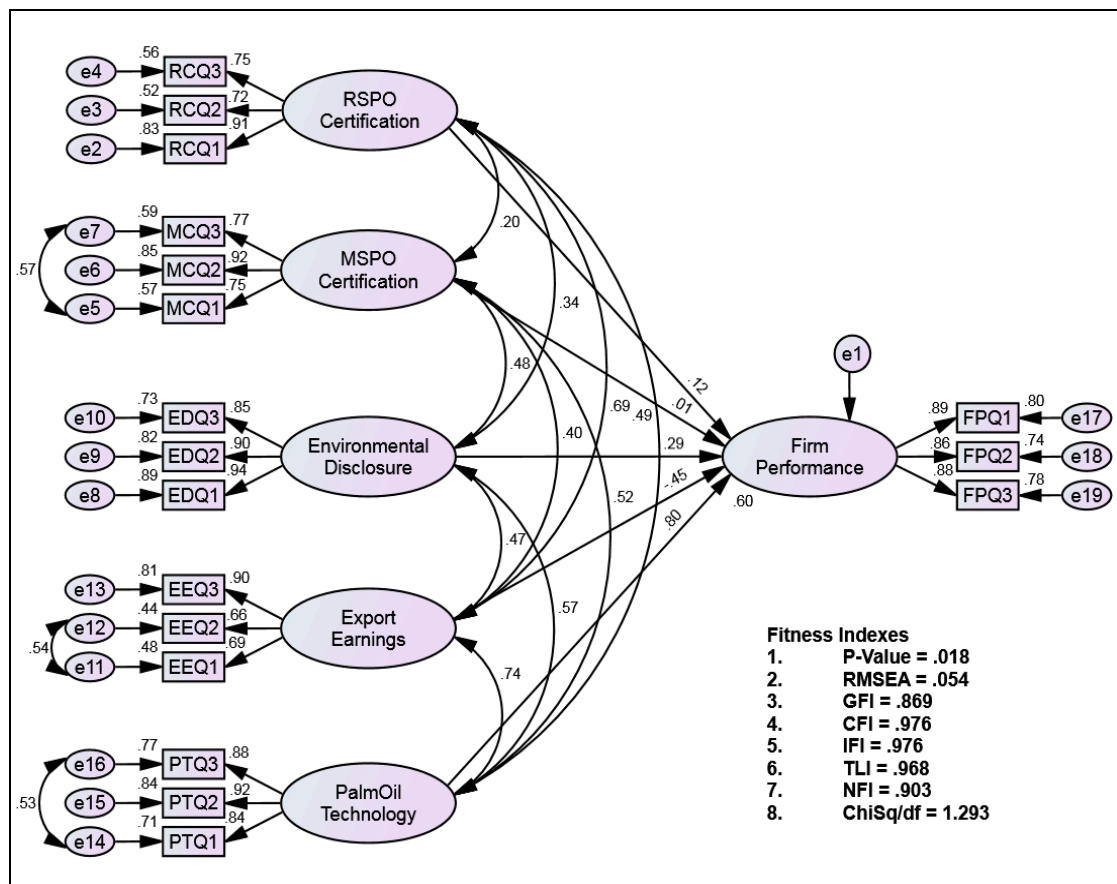 .56
.75
e4
RCQ3
.52
.72
e3
RCQ2
.83
.91
e2
RCQ1
RSPO
Certification
.59
.77
e7
MCQ3
.85
.92
e6
MCQ2
.57
.57
.75
e5
MCQ1
MSPO
Certification
.20
.34
.48
.73
.85
e10
EDQ3
.82
.90
e9
EDQ2
.89
.94
e8
EDQ1
Environmental
Disclosure
.69
.49
.40
.12
.01
.29
-.45
.52
.80
.60
.47
.57
e1
Firm
Performance
.89
.80
FPQ1
e17
.86
.74
FPQ2
e18
.88
.78
FPQ3
e19
.81
.90
e13
EEQ3
.44
.66
e12
EEQ2
.54
.48
.69
e11
EEQ1
Export
Earnings
.74
.77
.88
e16
PTQ3
.84
.92
e15
PTQ2
.53
.71
.84
e14
PTQ1
PalmOil
Technology
Fitness Indexes
1. P-Value = .018
2. RMSEA = .054
3. GFI = .869
4. CFI = .976
5. IFI = .976
6. TLI = .968
7. NFI = .903
8. ChiSq/df = 1.293